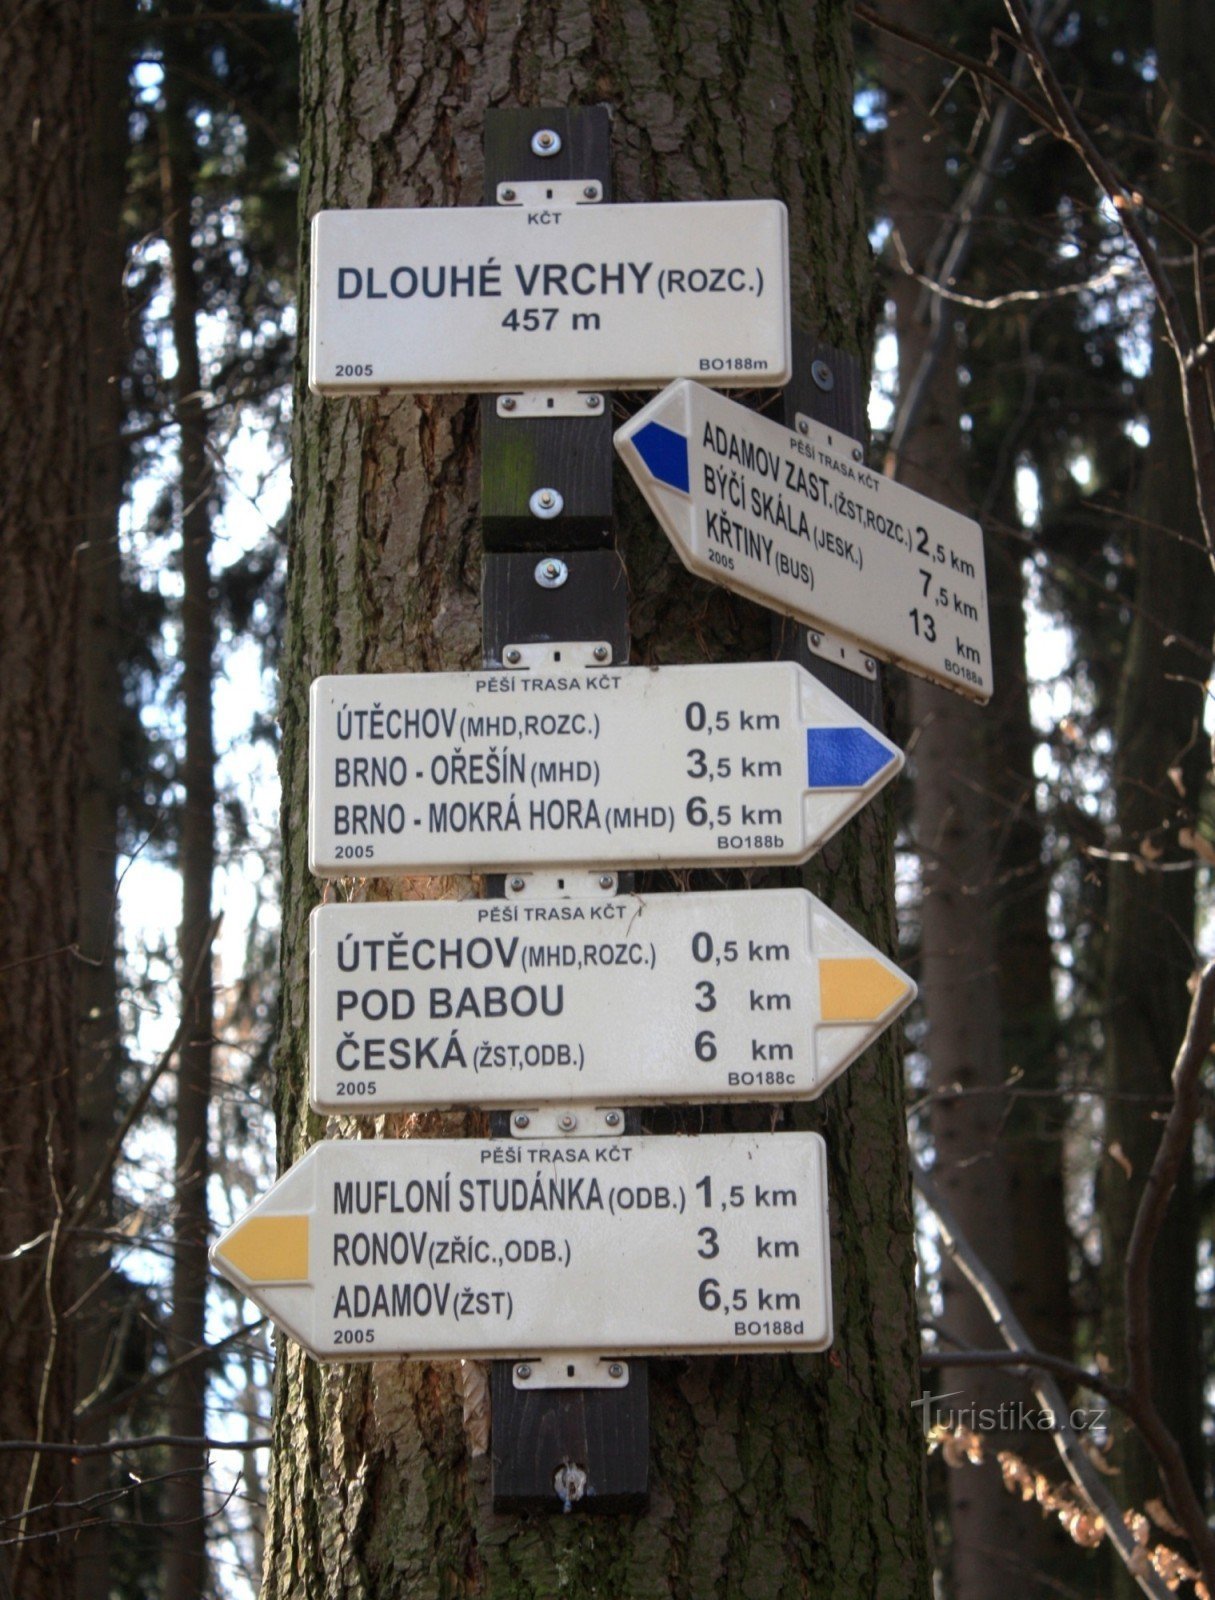 KČT
DLOUHÉ VRCHY (ROZC.)
457 m
2005 BO188m
PĚŠÍ TRASA KČT
ADAMOV ZAST.(ŽST,ROZC.) 2,5 km
BÝČÍ SKÁLA (JESK.) 7,5 km
KŘTINY (BUS) 13 km
2005 BO188a
PĚŠÍ TRASA KČT
ÚTĚCHOV (MHD,ROZC.) 0,5 km
BRNO - OŘEŠÍN (MHD) 3,5 km
BRNO - MOKRÁ HORA (MHD) 6,5 km
2005 BO188b
PĚŠÍ TRASA KČT
ÚTĚCHOV (MHD,ROZC.) 0,5 km
POD BABOU 3 km
ČESKÁ (ŽST,ODB.) 6 km
2005 BO188c
PĚŠÍ TRASA KČT
MUFLONÍ STUDÁNKA (ODB.) 1,5 km
RONOV (ZŘÍC.,ODB.) 3 km
ADAMOV (ŽST) 6,5 km
2005 BO188d
Turistika.cz